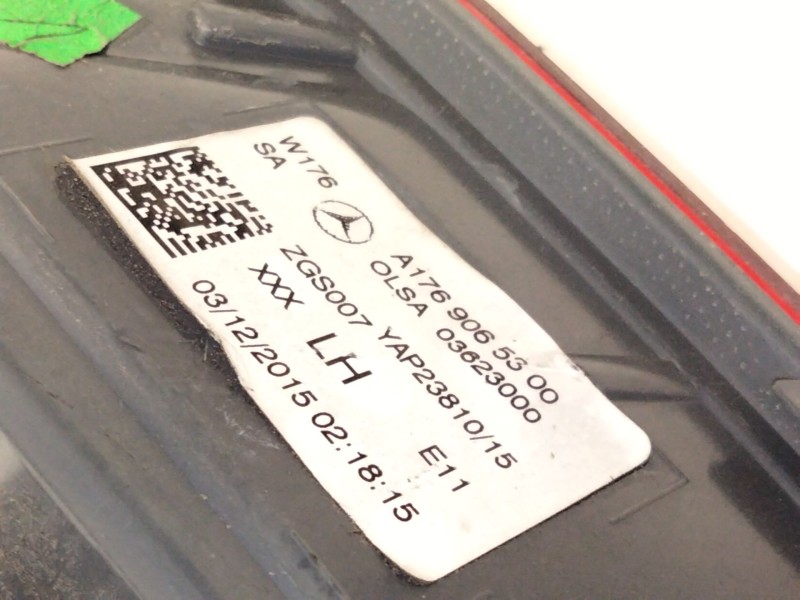 W176
SA
A176 906 53 00
OLSA 03623000
ZGS007 YAP23810/15
XXX LH E11
03/12/2015 02:18:15